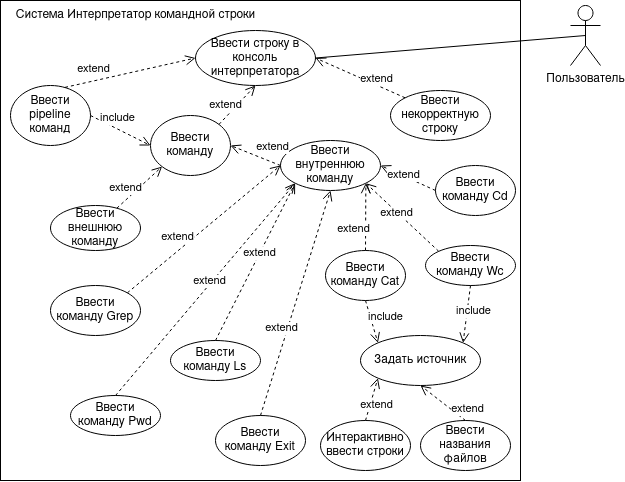 Система Интерпретатор командной строки
Ввести строку в
консоль
интерпретатора
Пользователь
extend
extend
Ввести
pipeline
команд
include
extend
Ввести
некорректную
строку
Ввести
команду
extend
Ввести
внутреннюю
команду
extend
extend
Ввести
команду Cd
Ввести
внешнюю
команду
extend
extend
extend
Ввести
команду Cat
Ввести
команду Wc
extend
extend
Ввести
команду Grep
include
include
extend
Ввести
команду Ls
Задать источник
Ввести
команду Pwd
extend
extend
Ввести
команду Exit
Интерактивно
ввести строки
Ввести
названия
файлов